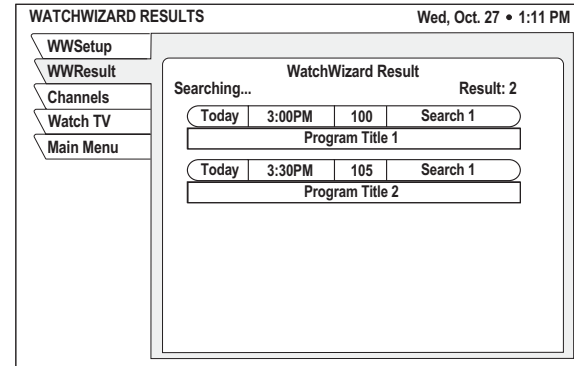 WATCHWIZARD RESULTS Wed, Oct. 27 • 1:11 PM
WWSetup
WWResult
Channels
Watch TV
Main Menu
WatchWizard Result
Searching... Result: 2
Today 3:00PM 100 Search 1
Program Title 1
Today 3:30PM 105 Search 1
Program Title 2